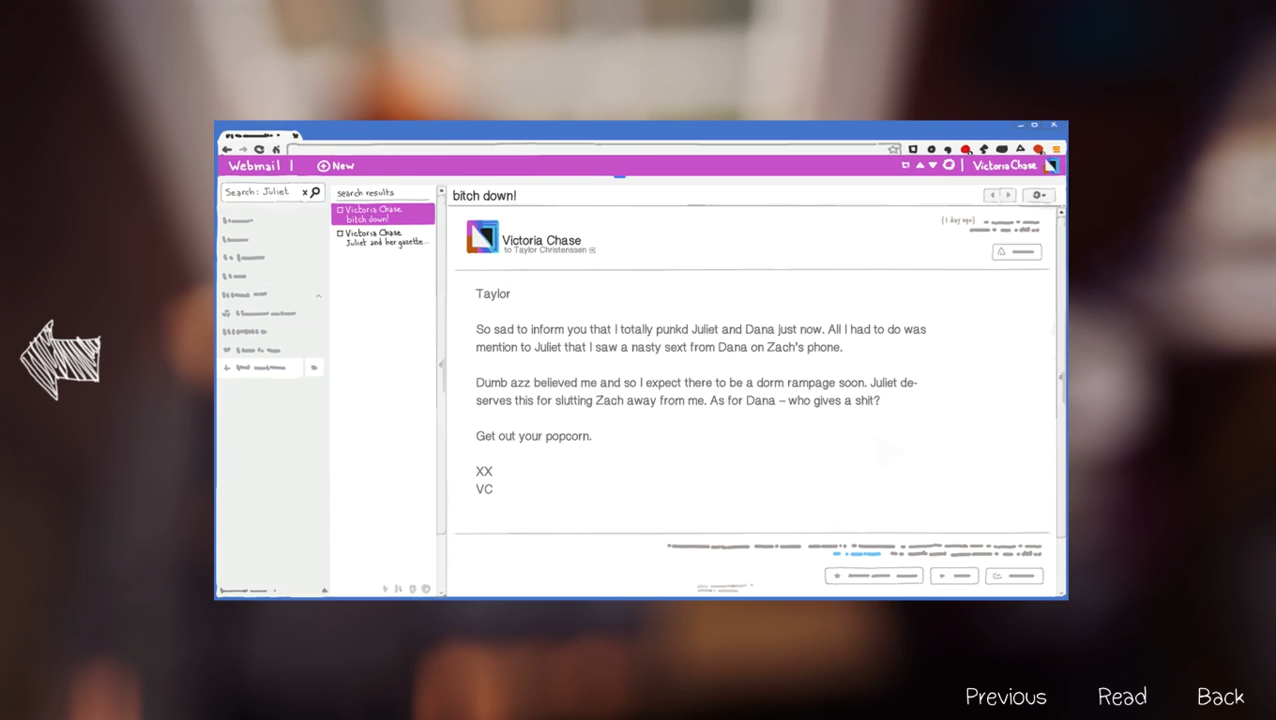 Webmail |
New
Victoria Chase
Search: Juliet x
search results
Victoria Chase
bitch down!
Victoria Chase
Juliet and her gazette...
bitch down!
Victoria Chase
to Taylor Christenssen
(1 day ago)
Taylor
So sad to inform you that I totally punkd Juliet and Dana just now. All I had to do was
mention to Juliet that I saw a nasty sext from Dana on Zach's phone.
Dumb azz believed me and so I expect there to be a dorm rampage soon. Juliet de-
serves this for slutting Zach away from me. As for Dana – who gives a shit?
Get out your popcorn.
XX
VC
Previous
Read
Back